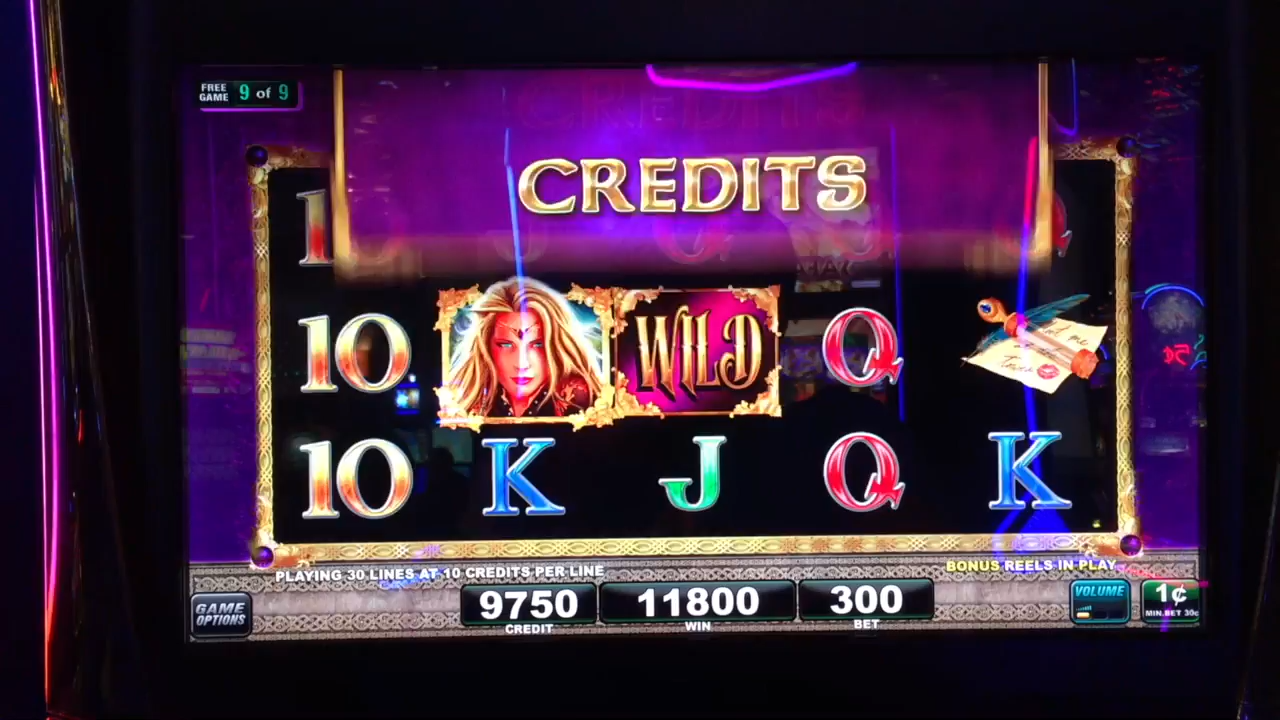 FREE
GAME 9 of 9
CREDITS
10 WILD Q
10 K J Q K
PLAYING 30 LINES AT 10 CREDITS PER LINE
BONUS REELS IN PLAY
GAME
OPTIONS
9750
CREDIT
11800
WIN
300
BET
VOLUME
1¢
MIN.BET 30¢